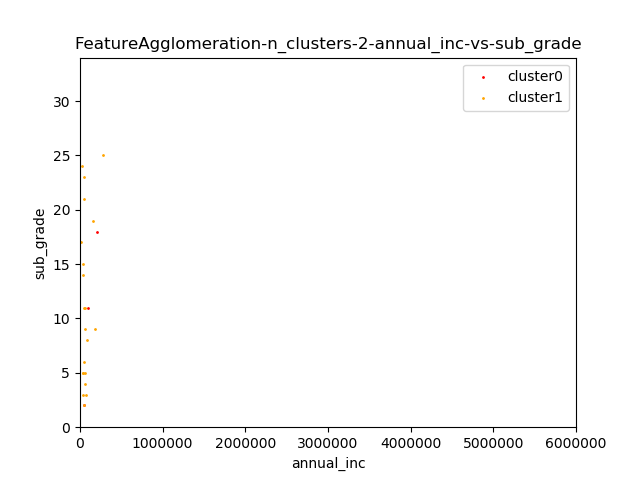 FeatureAgglomeration-n_clusters-2-annual_inc-vs-sub_grade
cluster0
cluster1
sub_grade
30
25
20
15
10
5
0
0 1000000 2000000 3000000 4000000 5000000 6000000
annual_inc